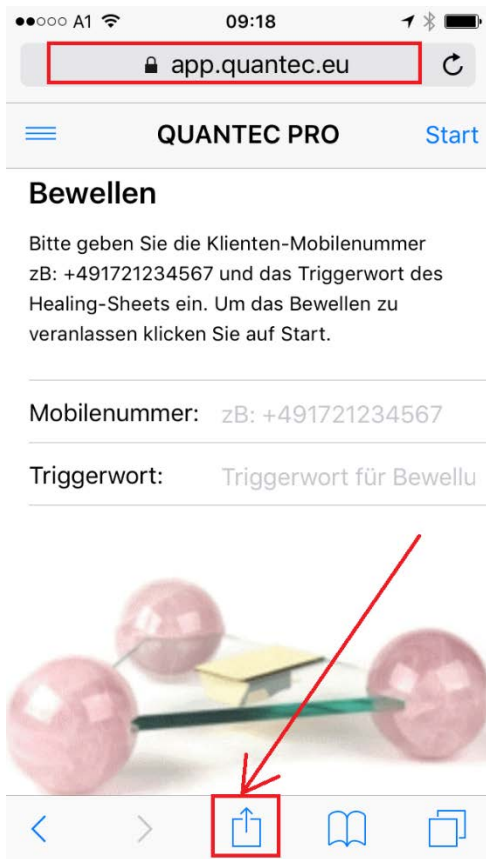 A1 09:18
app.quantec.eu
QUANTEC PRO Start
Bewellen
Bitte geben Sie die Klienten-Mobilenummer
zB: +491721234567 und das Triggerwort des
Healing-Sheets ein. Um das Bewellen zu
veranlassen klicken Sie auf Start.
Mobilenummer: zB: +491721234567
Triggerwort: Triggerwort für Bewellu